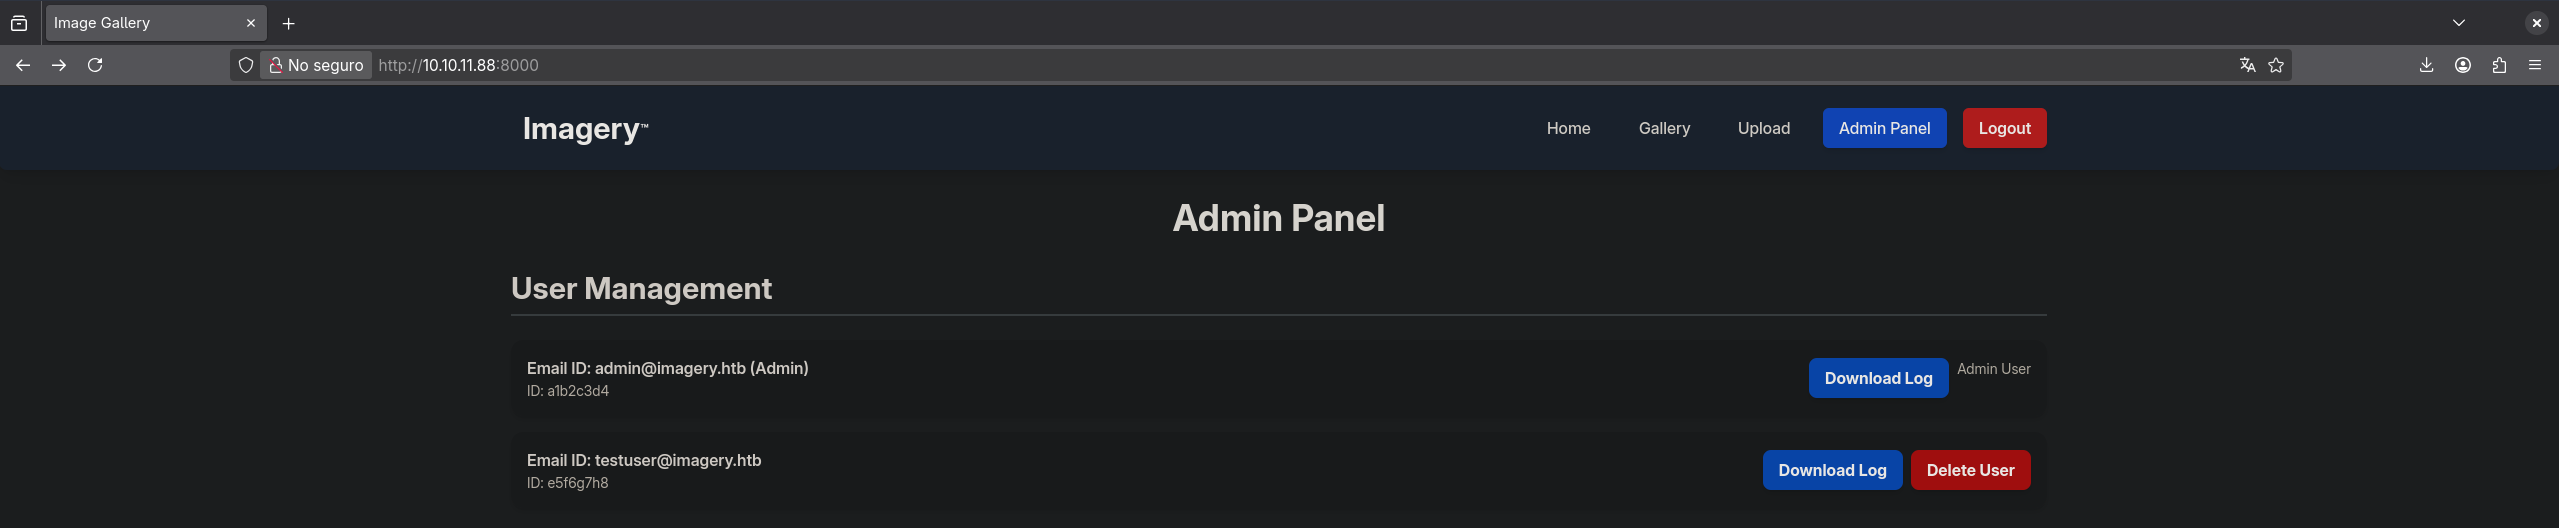 Image Gallery
No seguro http://10.10.11.88:8000
Imagery™ Home Gallery Upload Admin Panel Logout
Admin Panel
User Management
Email ID: admin@imagery.htb (Admin)
ID: a1b2c3d4
Download Log Admin User
Email ID: testuser@imagery.htb
ID: e5f6g7h8
Download Log Delete User